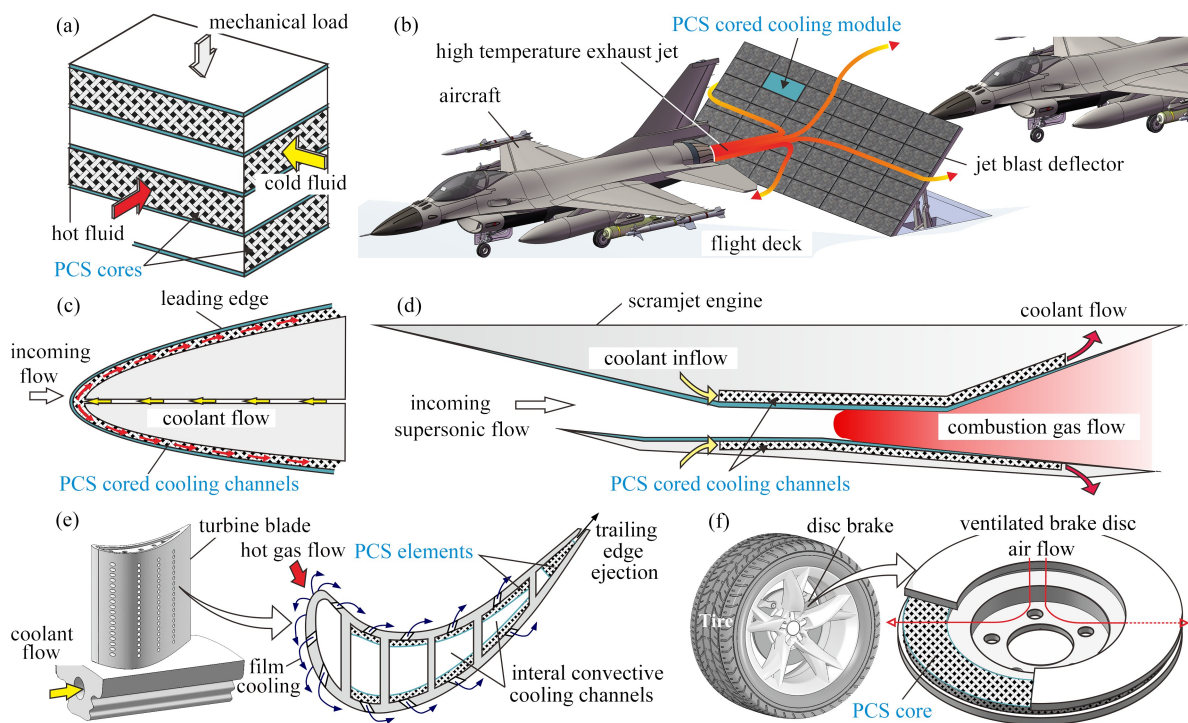 (a)
mechanical load
cold fluid
hot fluid
PCS cores
(b)
PCS cored cooling module
high temperature exhaust jet
aircraft
jet blast deflector
flight deck
(c)
leading edge
incoming
flow
coolant flow
PCS cored cooling channels
(d)
scramjet engine
coolant flow
coolant inflow
incoming
supersonic flow
combustion gas flow
PCS cored cooling channels
(e)
turbine blade
hot gas flow
PCS elements
trailing
edge
ejection
coolant
flow
film
cooling
interal convective
cooling channels
(f)
disc brake
ventilated brake disc
air flow
Tire
PCS core